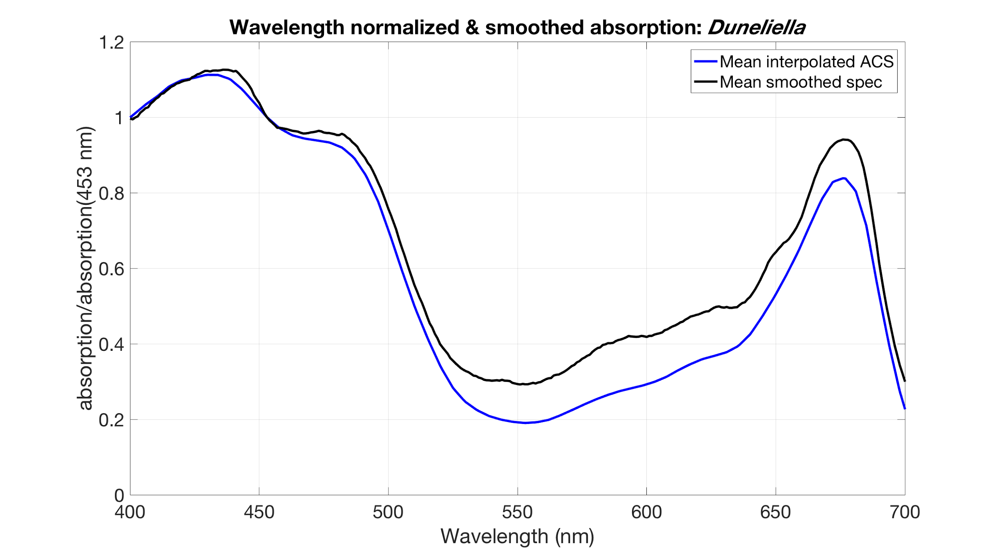 Wavelength normalized & smoothed absorption: Duneliella
Mean interpolated ACS
Mean smoothed spec
absorption/absorption(453 nm)
1.2
1
0.8
0.6
0.4
0.2
0
400 450 500 550 600 650 700
Wavelength (nm)